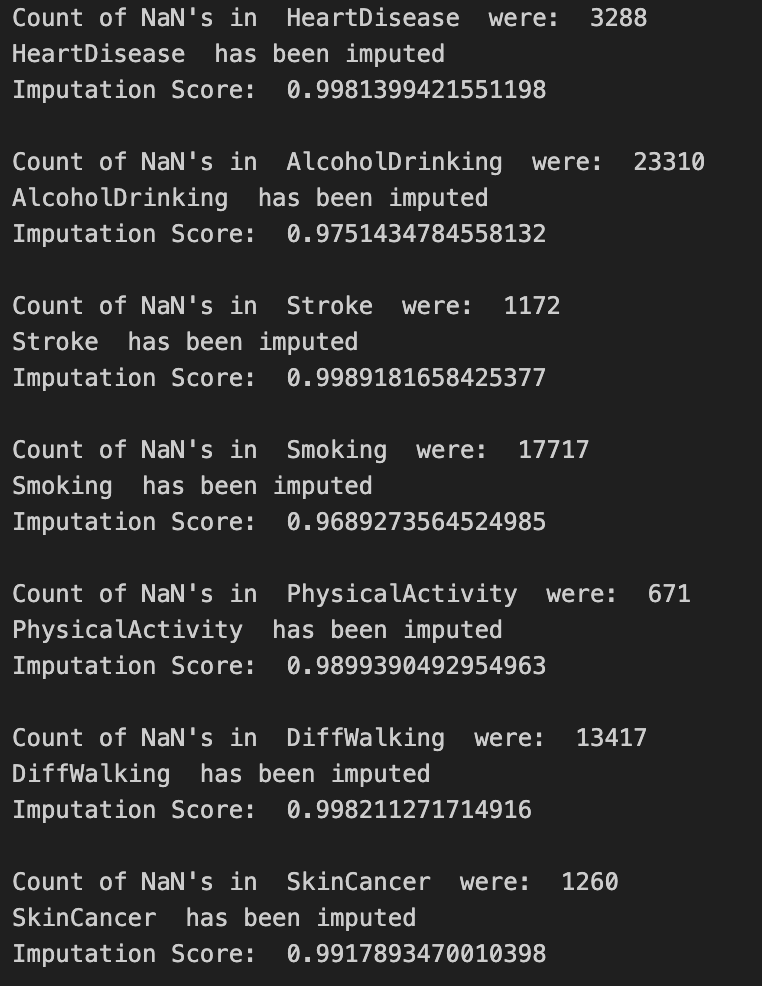 Count of NaN's in  HeartDisease  were:  3288
HeartDisease  has been imputed
Imputation Score:  0.9981399421551198
Count of NaN's in  AlcoholDrinking  were:  23310
AlcoholDrinking  has been imputed
Imputation Score:  0.9751434784558132
Count of NaN's in  Stroke  were:  1172
Stroke  has been imputed
Imputation Score:  0.9989181658425377
Count of NaN's in  Smoking  were:  17717
Smoking  has been imputed
Imputation Score:  0.9689273564524985
Count of NaN's in  PhysicalActivity  were:  671
PhysicalActivity  has been imputed
Imputation Score:  0.9899390492954963
Count of NaN's in  DiffWalking  were:  13417
DiffWalking  has been imputed
Imputation Score:  0.998211271714916
Count of NaN's in  SkinCancer  were:  1260
SkinCancer  has been imputed
Imputation Score:  0.9917893470010398